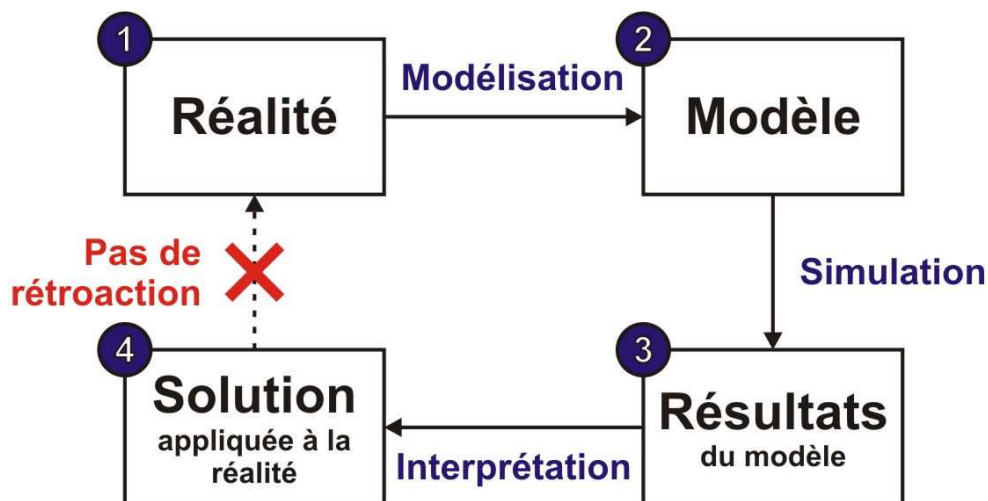 1
Réalité
Modélisation
2
Modèle
Simulation
3
Résultats
du modèle
Interprétation
4
Solution
appliquée à la
réalité
Pas de
rétroaction